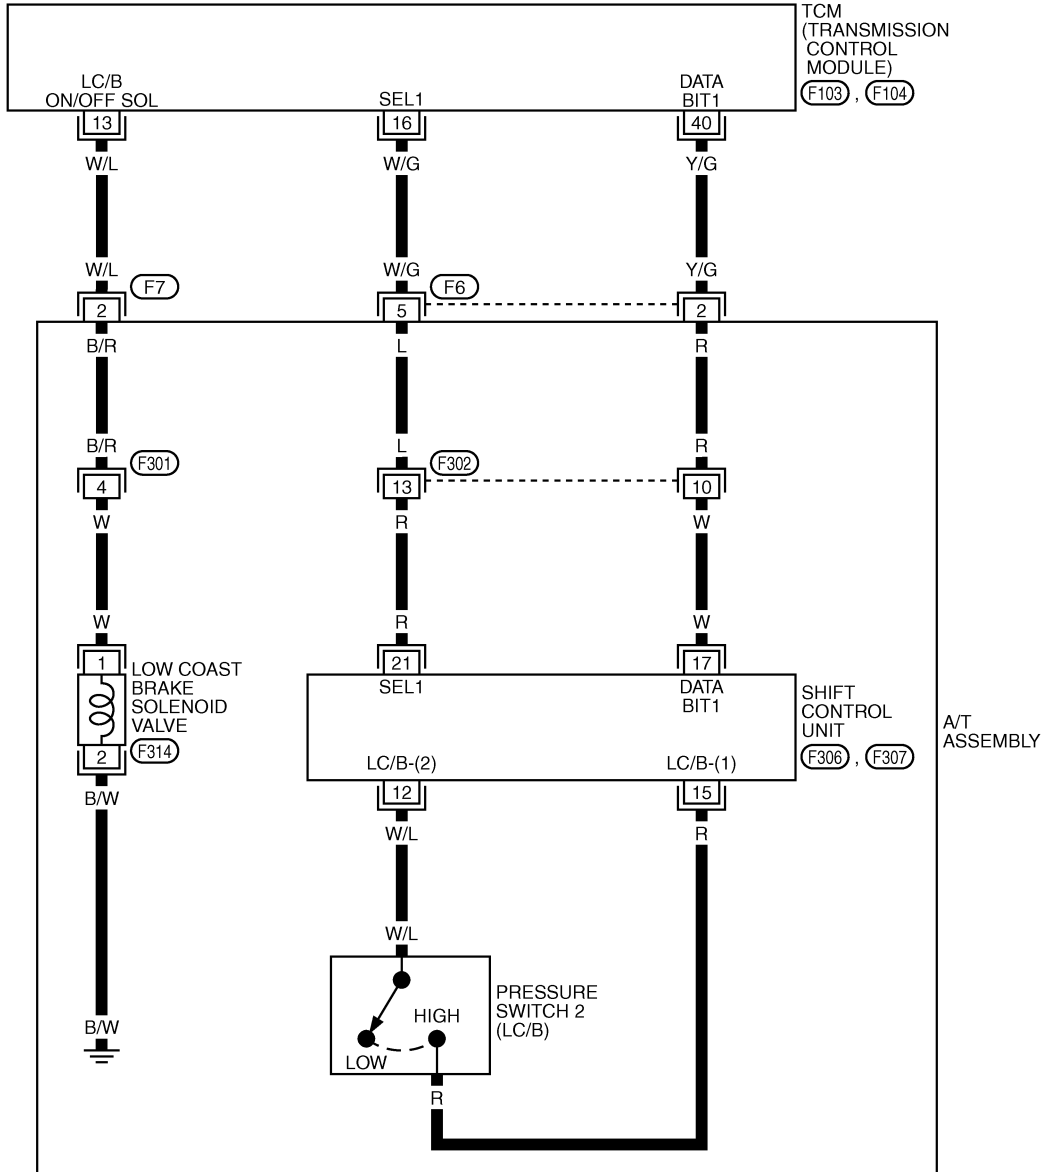 TCM
(TRANSMISSION
CONTROL
MODULE)
F103 , F104
LC/B
ON/OFF SOL
SEL1
DATA
BIT1
13
16
40
W/L
W/G
Y/G
W/L
W/G
Y/G
F7
F6
2
5
2
B/R
L
R
B/R
L
R
F301
F302
4
13
10
W
R
W
W
R
W
1
21
17
LOW COAST
BRAKE
SOLENOID
VALVE
F314
2
SEL1
DATA
BIT1
SHIFT
CONTROL
UNIT
F306 , F307
A/T
ASSEMBLY
LC/B-(2)
LC/B-(1)
12
15
B/W
W/L
R
W/L
PRESSURE
SWITCH 2
(LC/B)
HIGH
LOW
B/W
R